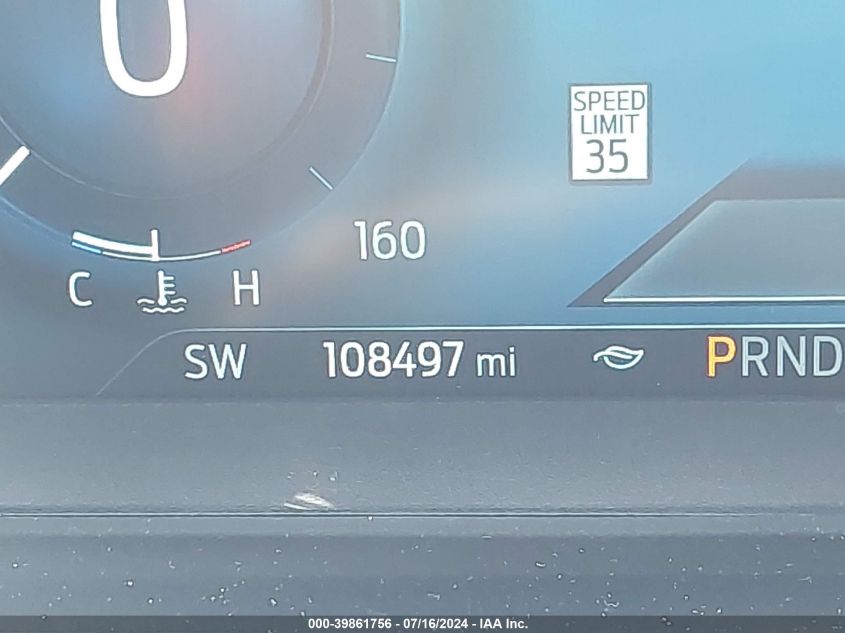 0
SPEED
LIMIT
35
160
C H
SW 108497 mi PRND
000-39861756 - 07/16/2024 - IAA Inc.